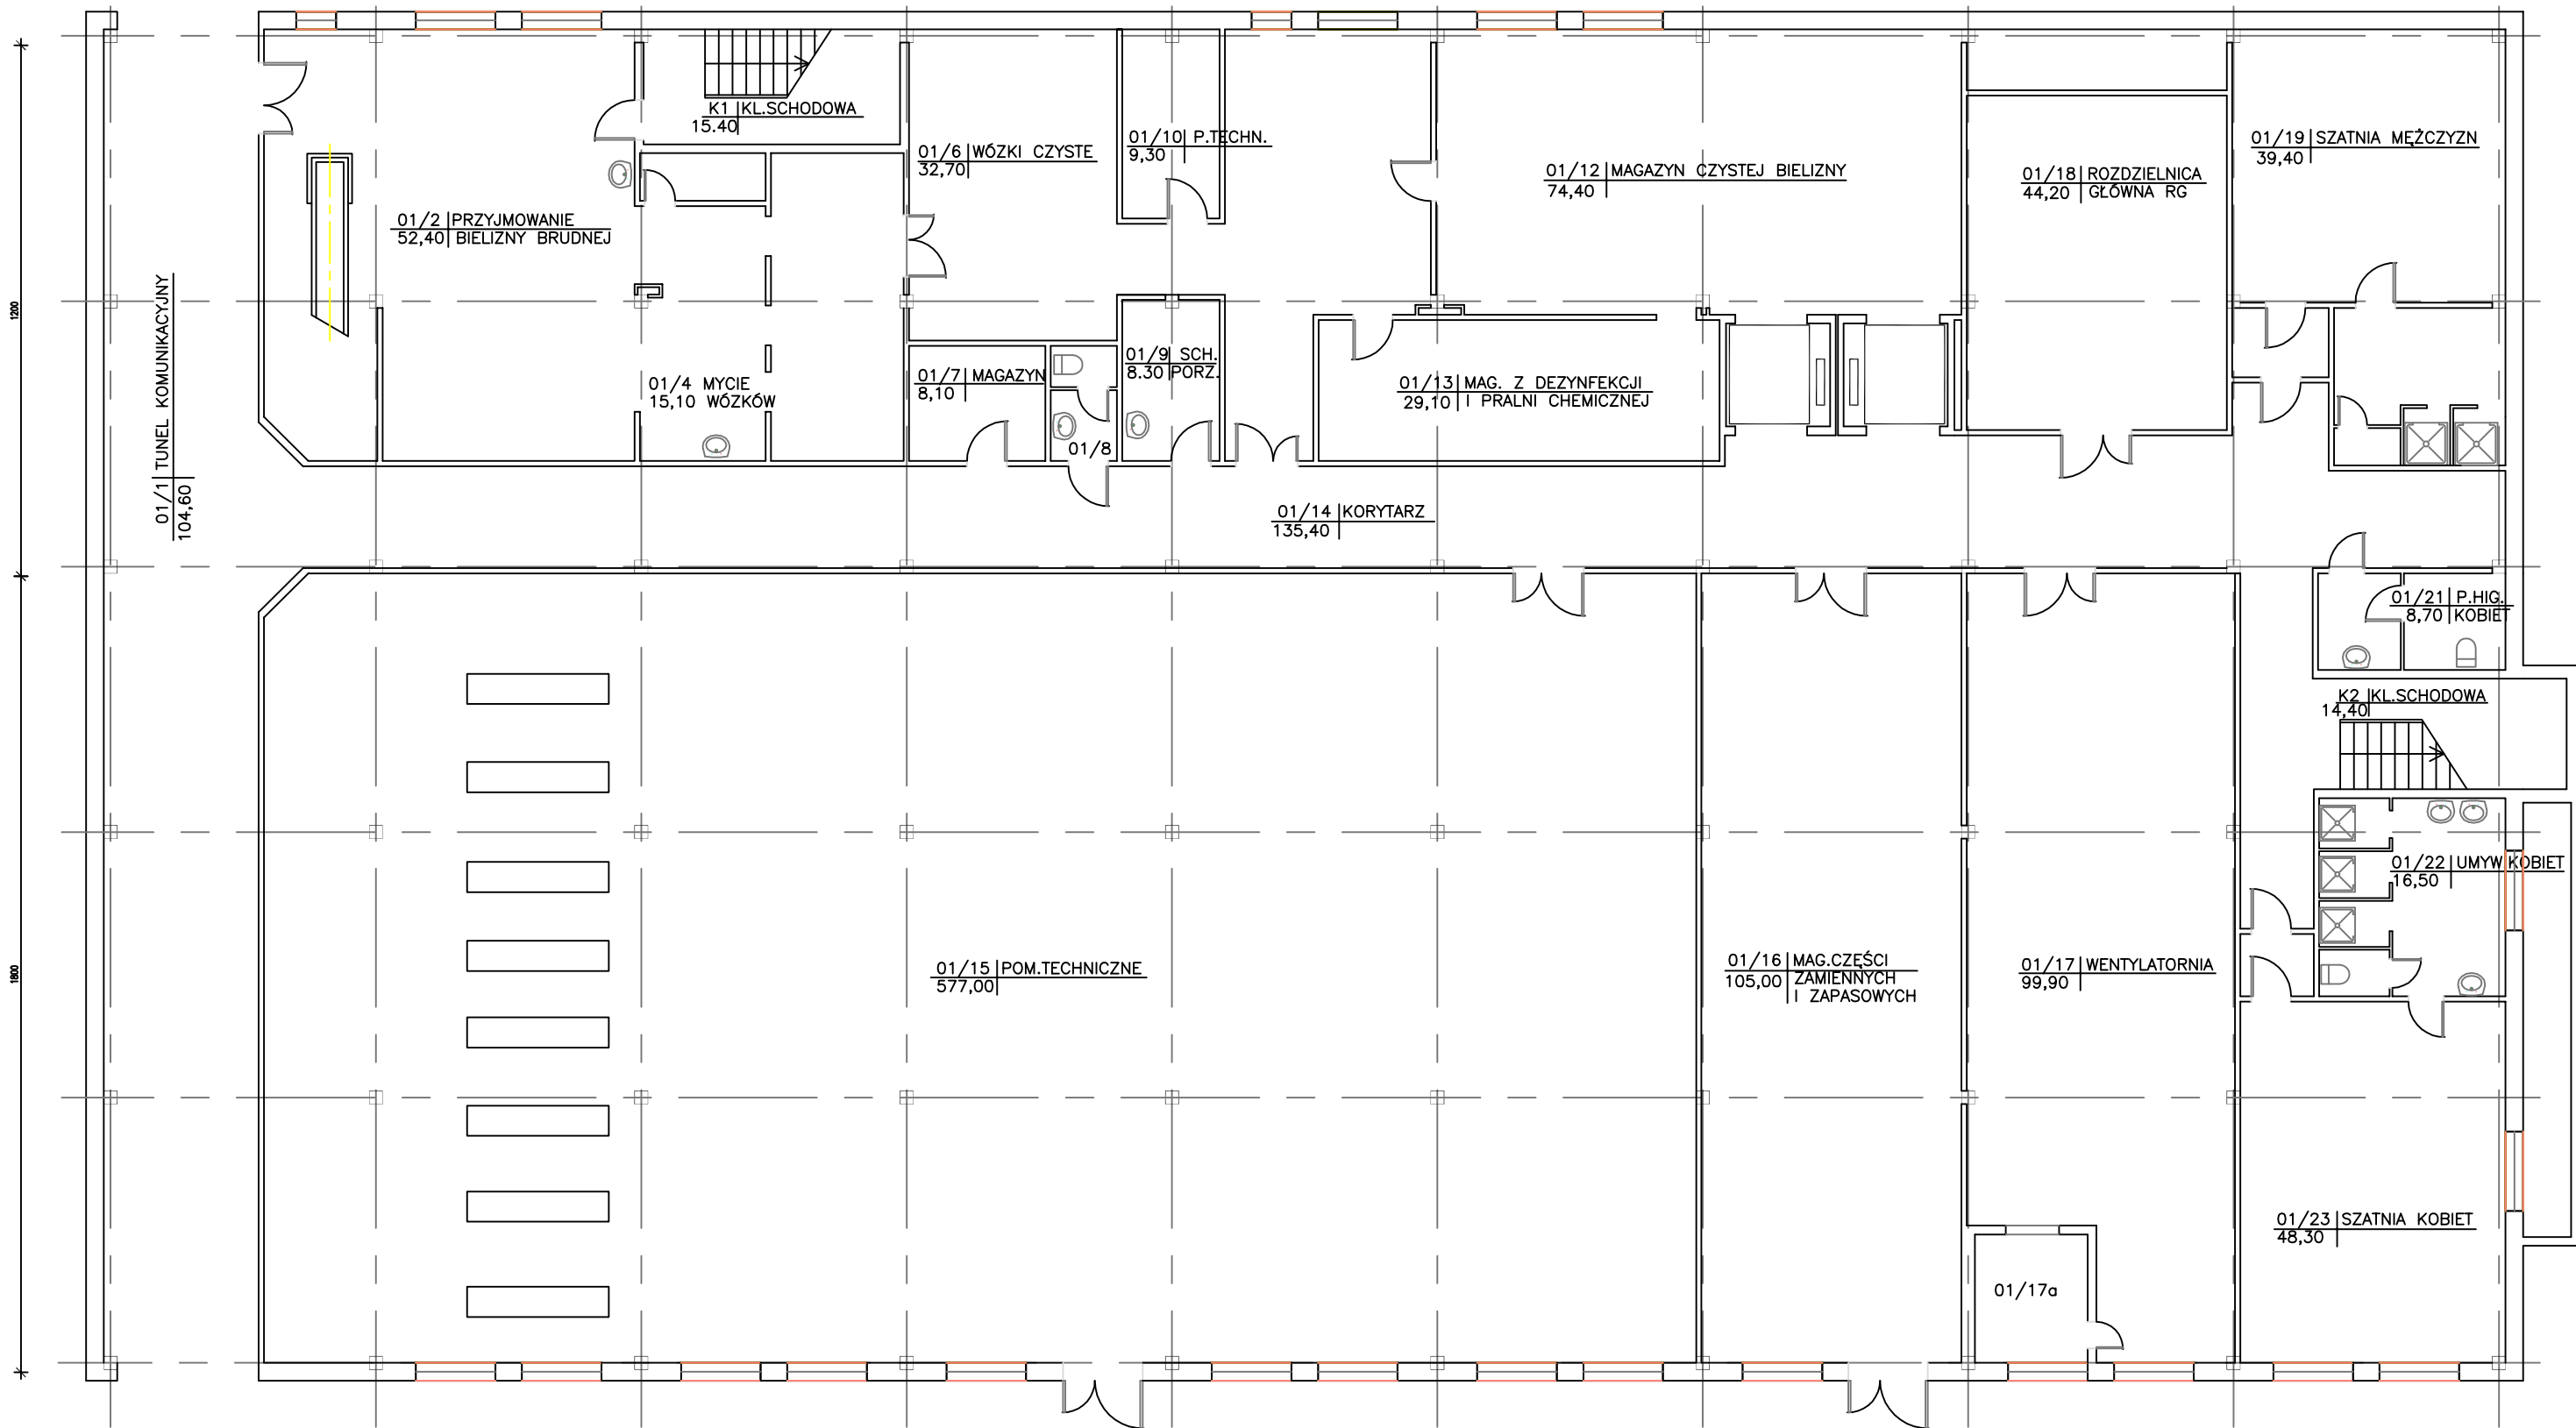 K1 KL.SCHODOWA
15.40
01/6 WÓZKI CZYSTE
32,70
01/10 P.TECHN.
9,30
01/12 MAGAZYN CZYSTEJ BIELIZNY
74,40
01/18 ROZDZIELNICA
44,20 GŁÓWNA RG
01/19 SZATNIA MĘŻCZYZN
39,40
01/2 PRZYJMOWANIE
52,40 BIELIZNY BRUDNEJ
1200
01/1 TUNEL KOMUNIKACYJNY
104,60
01/4 MYCIE
15,10 WÓZKÓW
01/7 MAGAZYN
8,10
01/8
01/9 SCH.
8.30 PORZ.
01/13 MAG. Z DEZYNFEKCJI
29,10 I PRALNI CHEMICZNEJ
01/14 KORYTARZ
135,40
01/21 P.HIG.
8,70 KOBIET
K2 KL.SCHODOWA
14,40
01/22 UMYW.KOBIET
16,50
1800
01/15 POM.TECHNICZNE
577,00
01/16 MAG.CZĘŚCI
105,00 ZAMIENNYCH
I ZAPASOWYCH
01/17 WENTYLATORNIA
99,90
01/23 SZATNIA KOBIET
48,30
01/17a